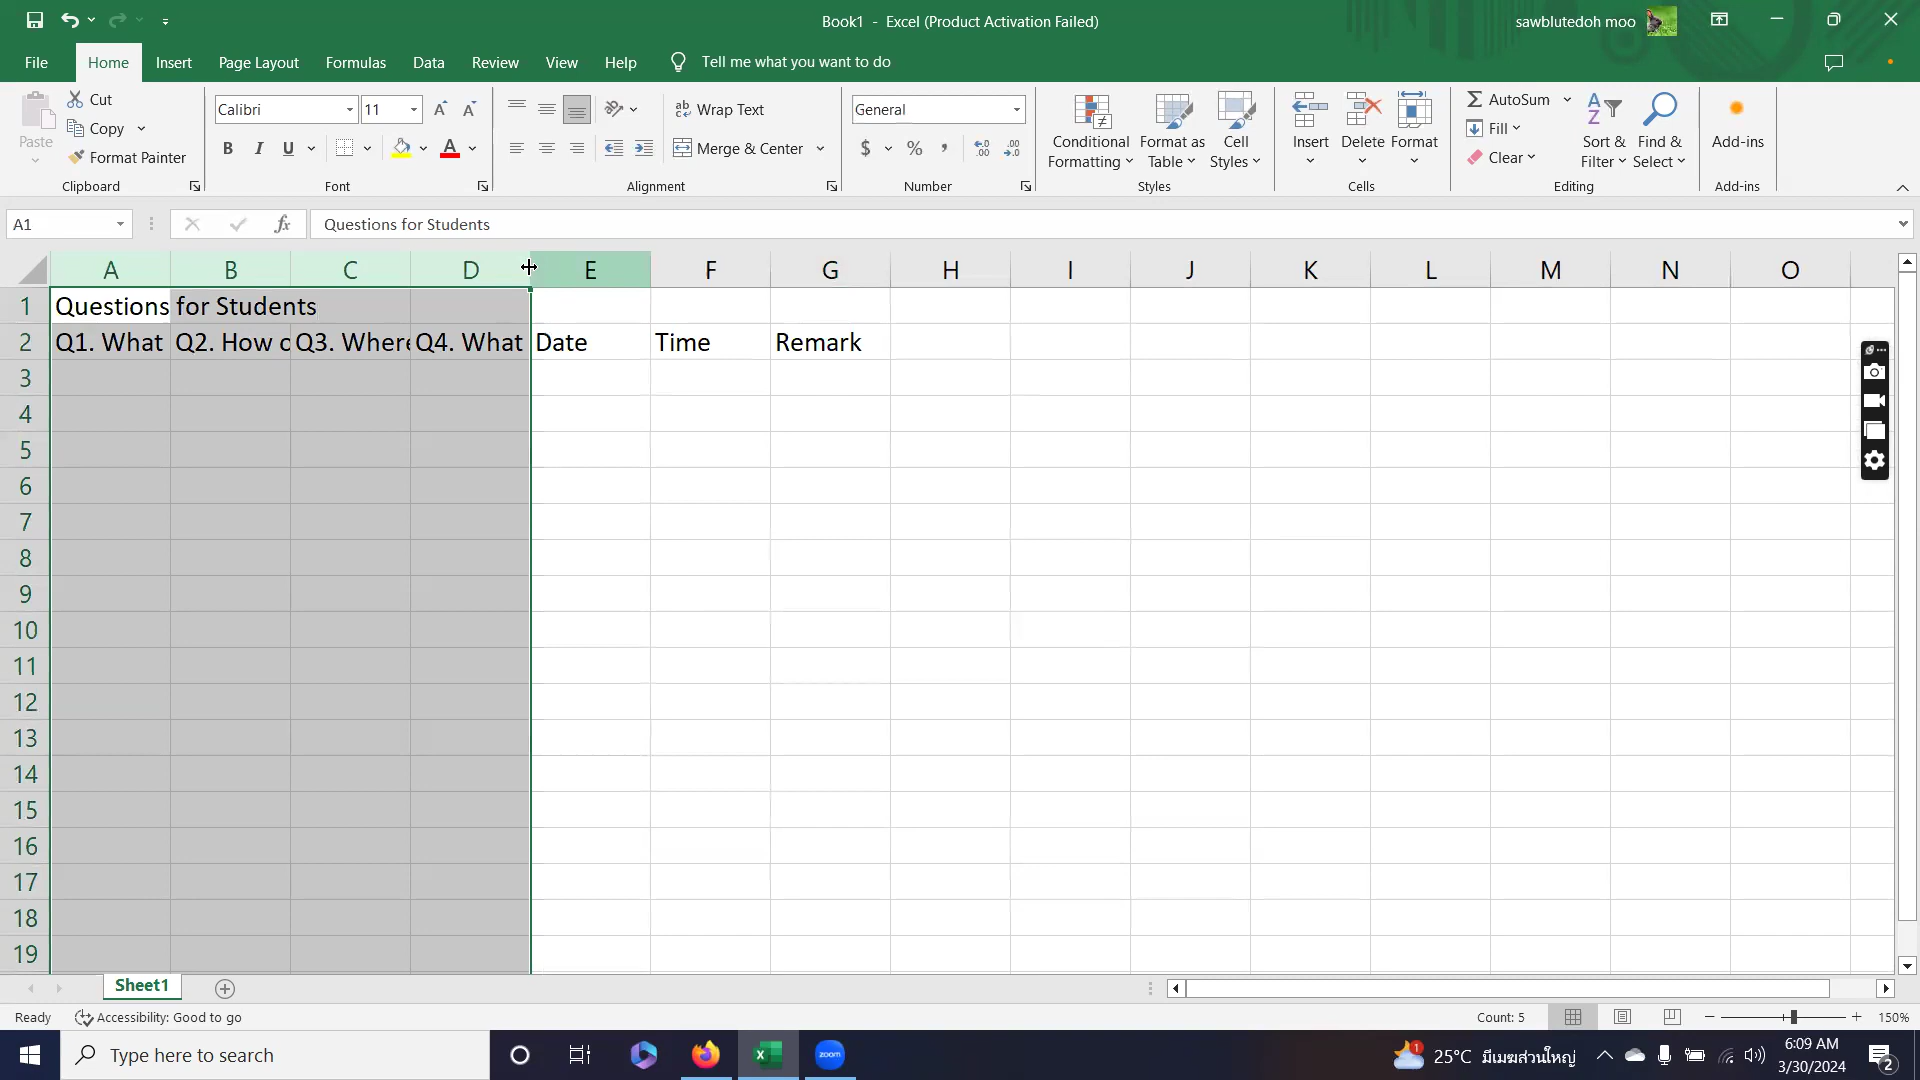 Book1 - Excel (Product Activation Failed)
sawblutedoh moo
File Home Insert Page Layout Formulas Data Review View Help Tell me what you want to do
Paste
Cut
Copy
Format Painter
Clipboard
Calibri 11
B I U A
Font
Wrap Text
Merge & Center
Alignment
General
$ % ,
Number
Conditional Formatting
Format as Table
Cell Styles
Styles
Insert Delete Format
Cells
AutoSum
Fill
Clear
Sort & Filter
Find & Select
Editing
Add-ins
Add-ins
A1 fx Questions for Students
A B C D E F G H I J K L M N O
1 Questions for Students
2 Q1. What Q2. How Q3. Where Q4. What Date Time Remark
3
4
5
6
7
8
9
10
11
12
13
14
15
16
17
18
19
Sheet1
Ready Accessibility: Good to go Count: 5 150%
Type here to search zoom 1 25°C มีเมฆส่วนใหญ่ 6:09 AM
3/30/2024 2